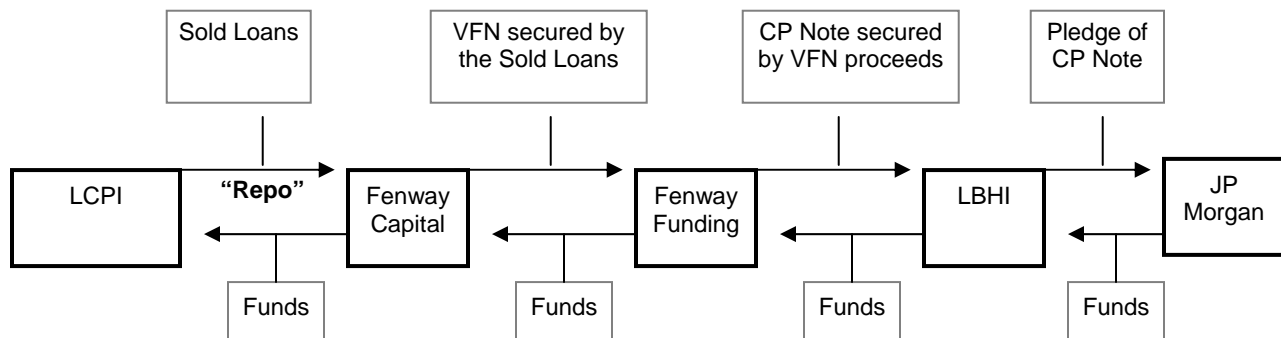 Sold Loans
VFN secured by
the Sold Loans
CP Note secured
by VFN proceeds
Pledge of
CP Note
LCPI
“Repo”
Fenway
Capital
Fenway
Funding
LBHI
JP
Morgan
Funds
Funds
Funds
Funds